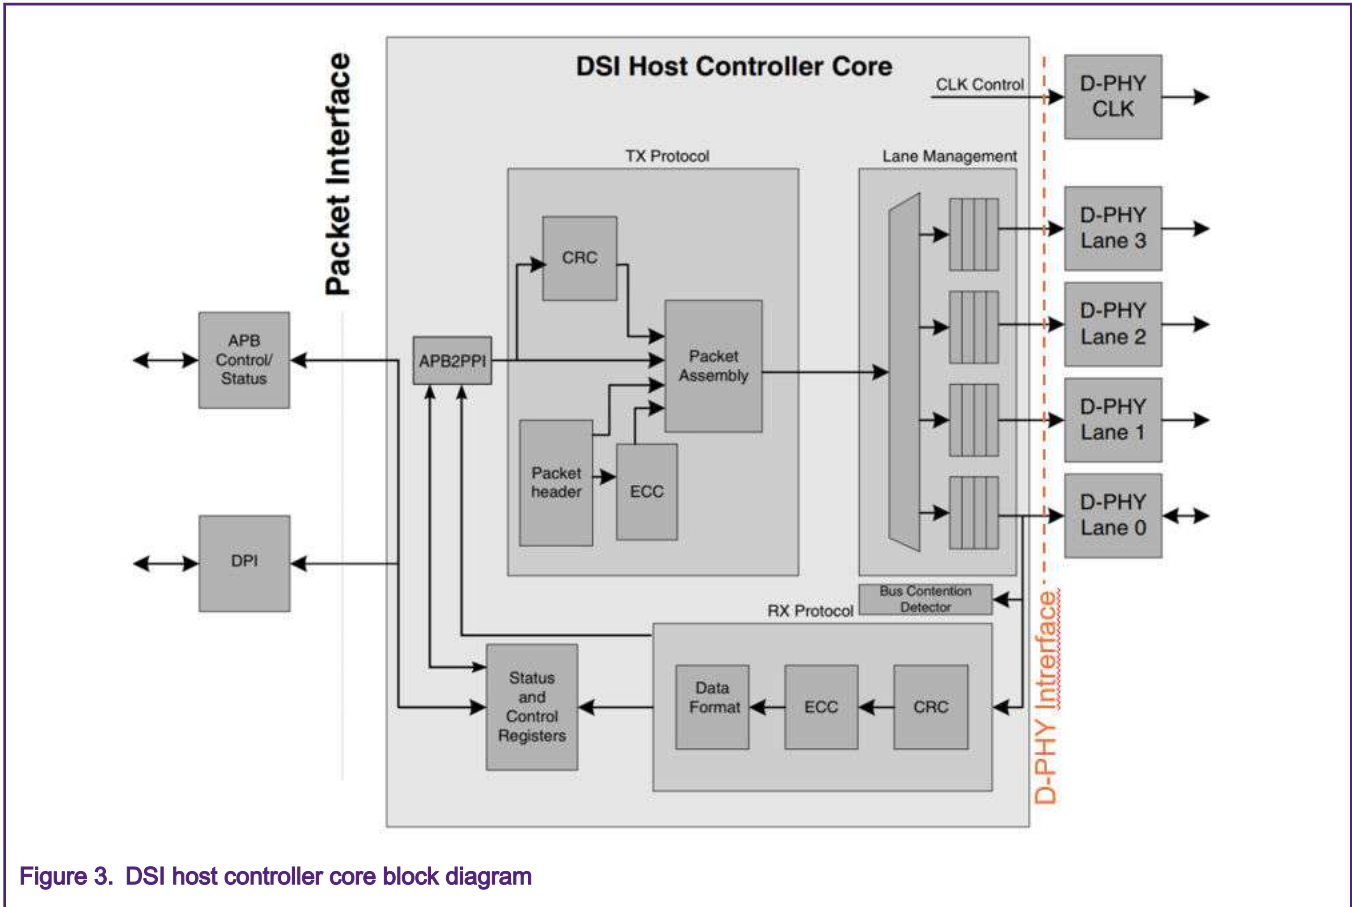 DSI Host Controller Core
Packet Interface
CLK Control
D-PHY
CLK
TX Protocol
Lane Management
D-PHY
Lane 3
CRC
D-PHY
Lane 2
APB
Control/
Status
APB2PPI
Packet
Assembly
D-PHY
Lane 1
Packet
header
ECC
D-PHY
Lane 0
DPI
Bus Contention
Detector
RX Protocol
D-PHY Intrerface
Status
and
Control
Registers
Data
Format
ECC
CRC
Figure 3. DSI host controller core block diagram